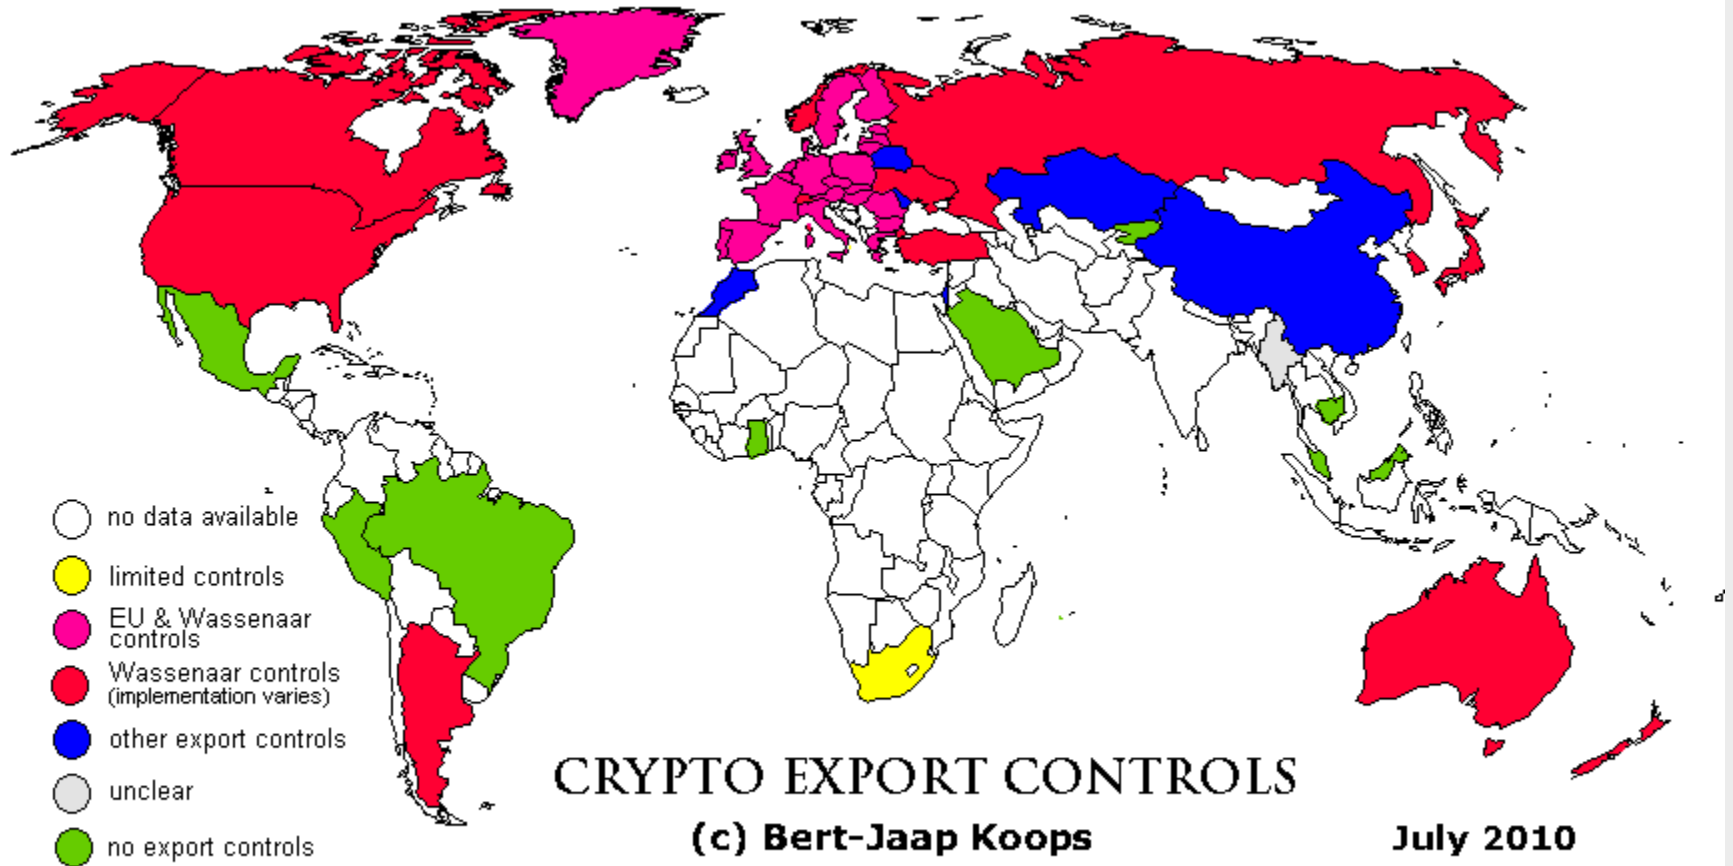 no data available
limited controls
EU & Wassenaar
controls
Wassenaar controls
(implementation varies)
other export controls
unclear
no export controls
CRYPTO EXPORT CONTROLS
(c) Bert-Jaap Koops
July 2010